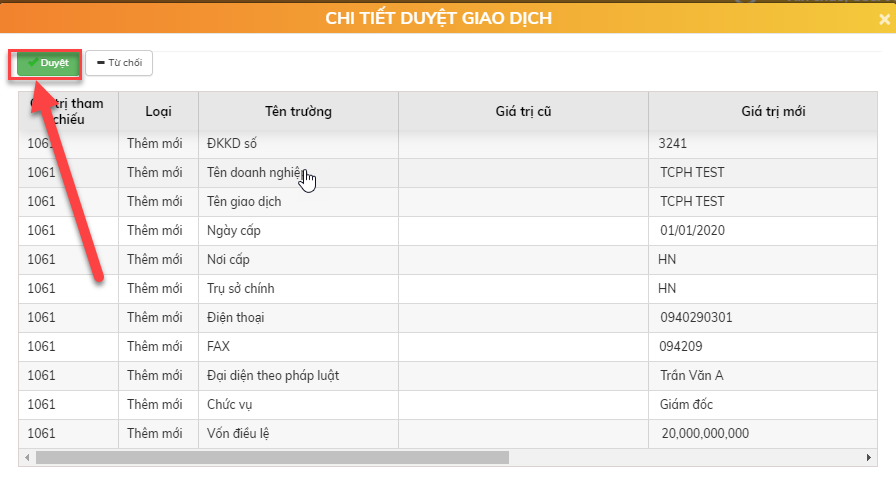 CHI TIẾT DUYỆT GIAO DỊCH
Duyệt Từ chối
trị tham chiếu Loại Tên trường Giá trị cũ Giá trị mới
1061 Thêm mới ĐKKD số 3241
1061 Thêm mới Tên doanh nghiệp TCPH TEST
1061 Thêm mới Tên giao dịch TCPH TEST
1061 Thêm mới Ngày cấp 01/01/2020
1061 Thêm mới Nơi cấp HN
1061 Thêm mới Trụ sở chính HN
1061 Thêm mới Điện thoại 0940290301
1061 Thêm mới FAX 094209
1061 Thêm mới Đại diện theo pháp luật Trần Văn A
1061 Thêm mới Chức vụ Giám đốc
1061 Thêm mới Vốn điều lệ 20,000,000,000